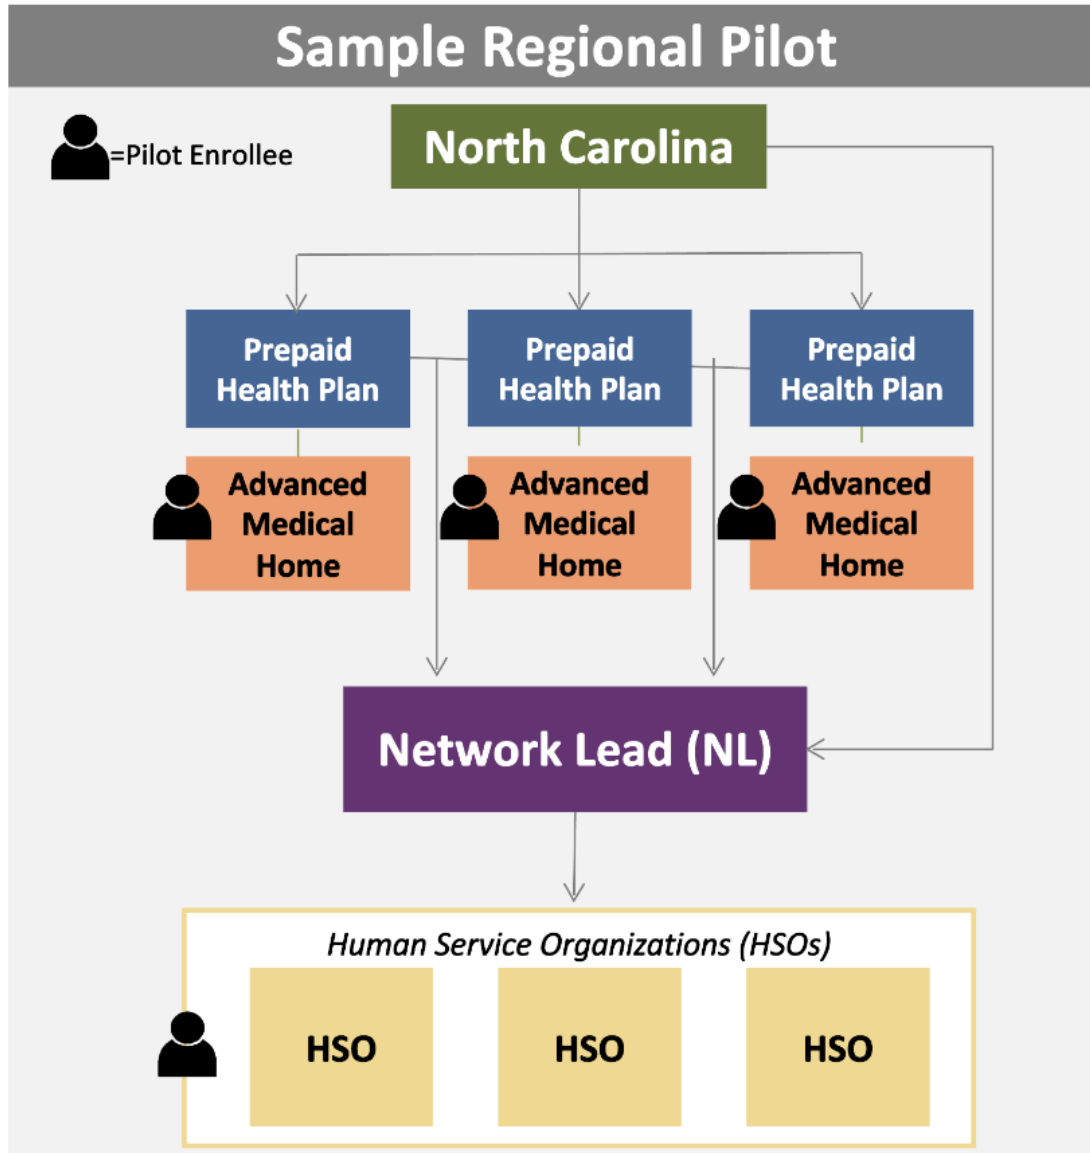 Sample Regional Pilot
=Pilot Enrollee
North Carolina
Prepaid
Health Plan
Prepaid
Health Plan
Prepaid
Health Plan
Advanced
Medical
Home
Advanced
Medical
Home
Advanced
Medical
Home
Network Lead (NL)
Human Service Organizations (HSOs)
HSO
HSO
HSO